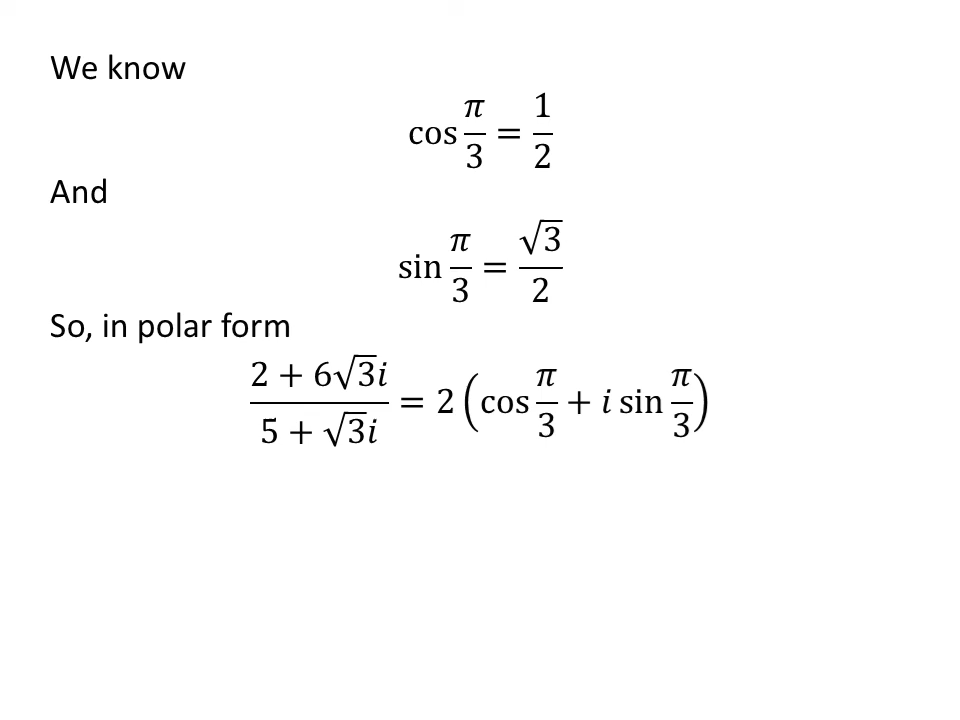 We know
cos π/3 = 1/2
And
sin π/3 = √3/2
So, in polar form
(2 + 6√3i)/(5 + √3i) = 2(cos π/3 + i sin π/3)